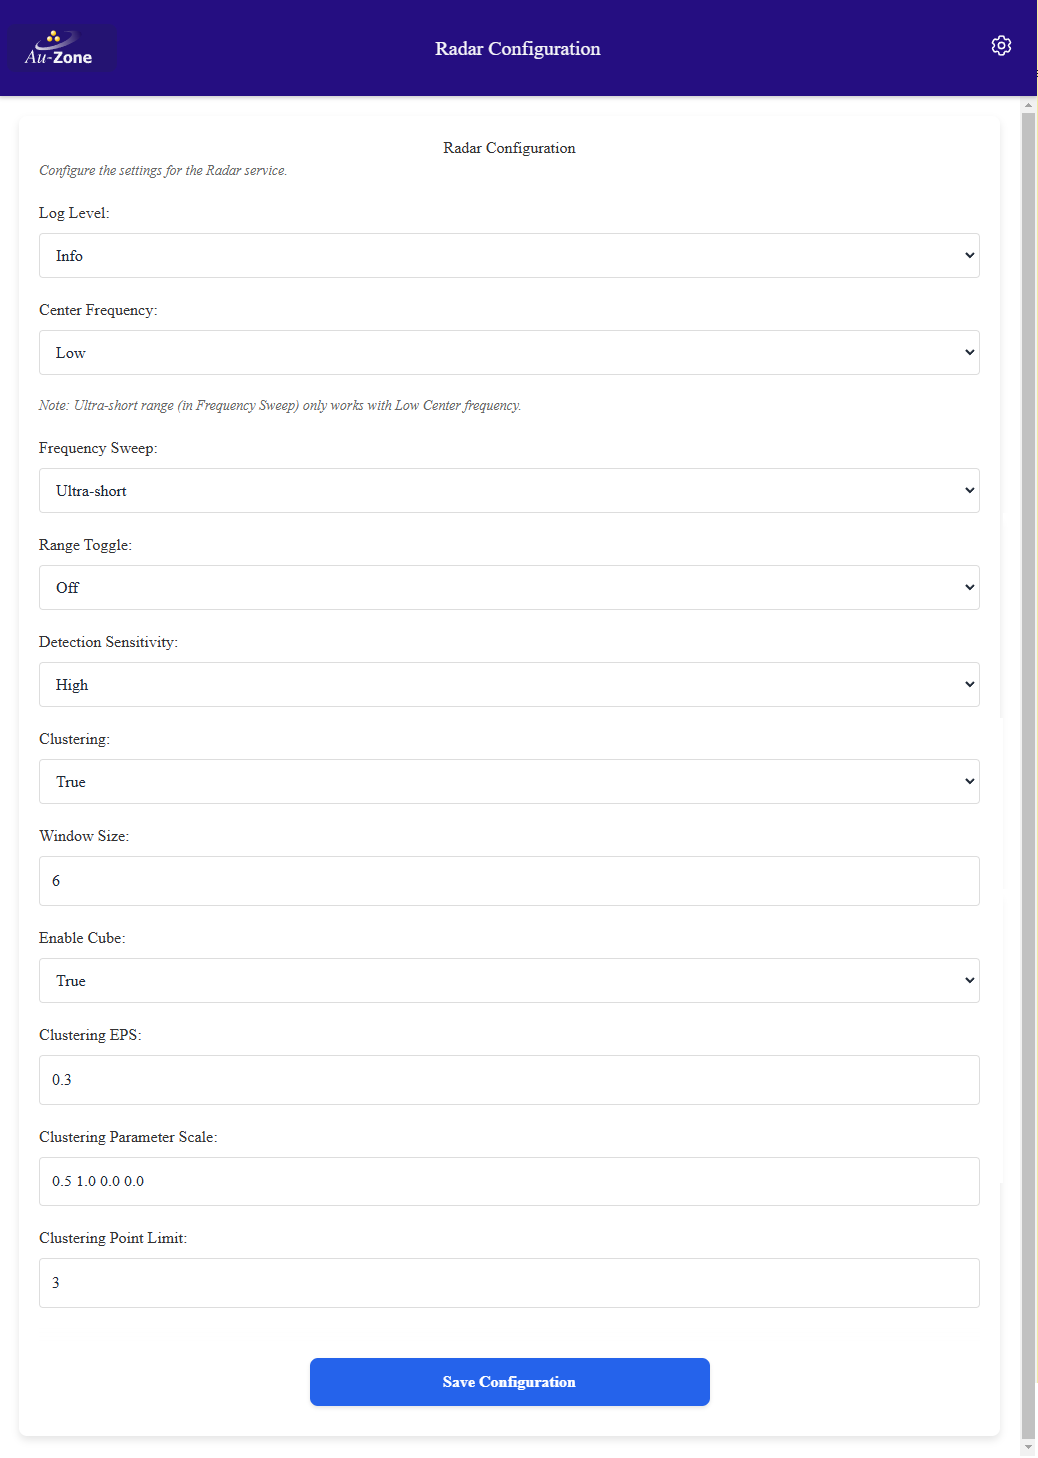 Au-Zone
Radar Configuration
Radar Configuration
Configure the settings for the Radar service.
Log Level:
Info
Center Frequency:
Low
Note: Ultra-short range (in Frequency Sweep) only works with Low Center frequency.
Frequency Sweep:
Ultra-short
Range Toggle:
Off
Detection Sensitivity:
High
Clustering:
True
Window Size:
6
Enable Cube:
True
Clustering EPS:
0.3
Clustering Parameter Scale:
0.5 1.0 0.0 0.0
Clustering Point Limit:
3
Save Configuration